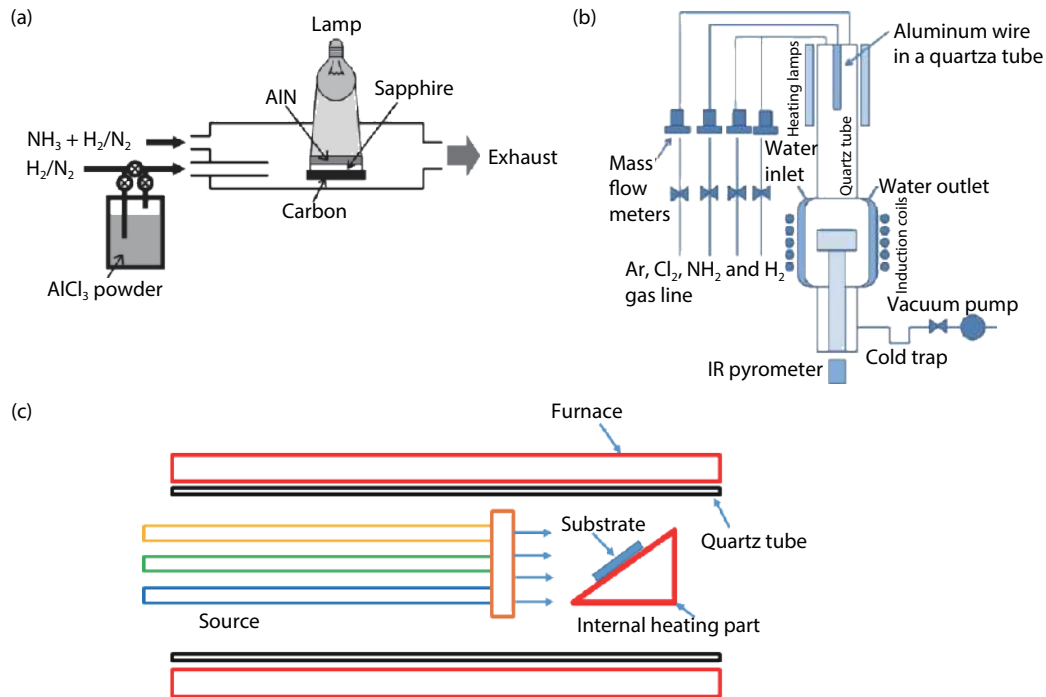 (a)
Lamp
AlN
Sapphire
NH₃ + H₂/N₂
H₂/N₂
Exhaust
Carbon
AlCl₃ powder
(b)
Aluminum wire
in a quartza tube
Heating lamps
Quartz tube
Mass
flow
meters
Water
inlet
Water outlet
Induction coils
Ar, Cl₂, NH₂ and H₂
gas line
Vacuum pump
Cold trap
IR pyrometer
(c)
Furnace
Substrate
Quartz tube
Source
Internal heating part